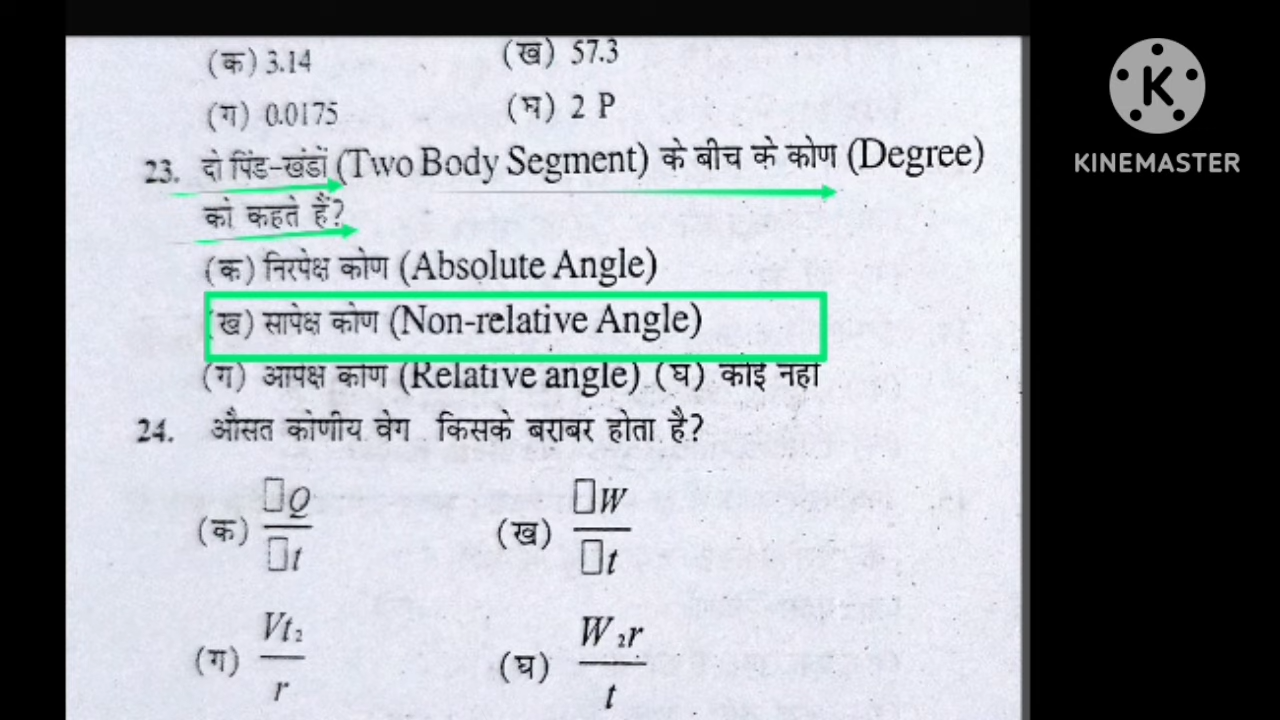 (क) 3.14 (ख) 57.3
(ग) 0.0175 (घ) 2 P
23. दो पिंड-खंडों (Two Body Segment) के बीच के कोण (Degree)
को कहते हैं?
(क) निरपेक्ष कोण (Absolute Angle)
(ख) सापेक्ष कोण (Non-relative Angle)
(ग) आपेक्ष कोण (Relative angle) (घ) कोई नहीं
24. औसत कोणीय वेग किसके बराबर होता है?
(क) □Q / □t (ख) □W / □t
(ग) Vt₂ / r (घ) W₂r / t
KINEMASTER